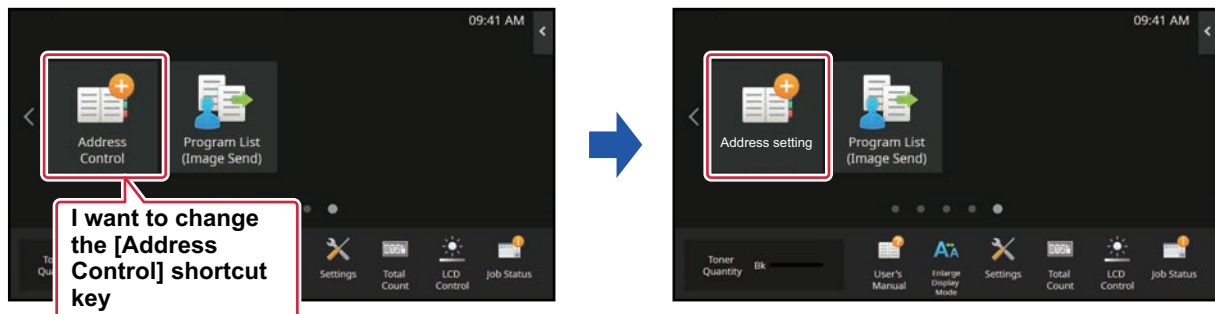 09:41 AM
Address
Control
Program List
(Image Send)
I want to change
the [Address
Control] shortcut
key
To
Qua
Settings
Total
Count
LCD
Control
Job Status
09:41 AM
Address setting
Program List
(Image Send)
Toner
Quantity
Bk
User's
Manual
Enlarge
Display
Mode
Settings
Total
Count
LCD
Control
Job Status